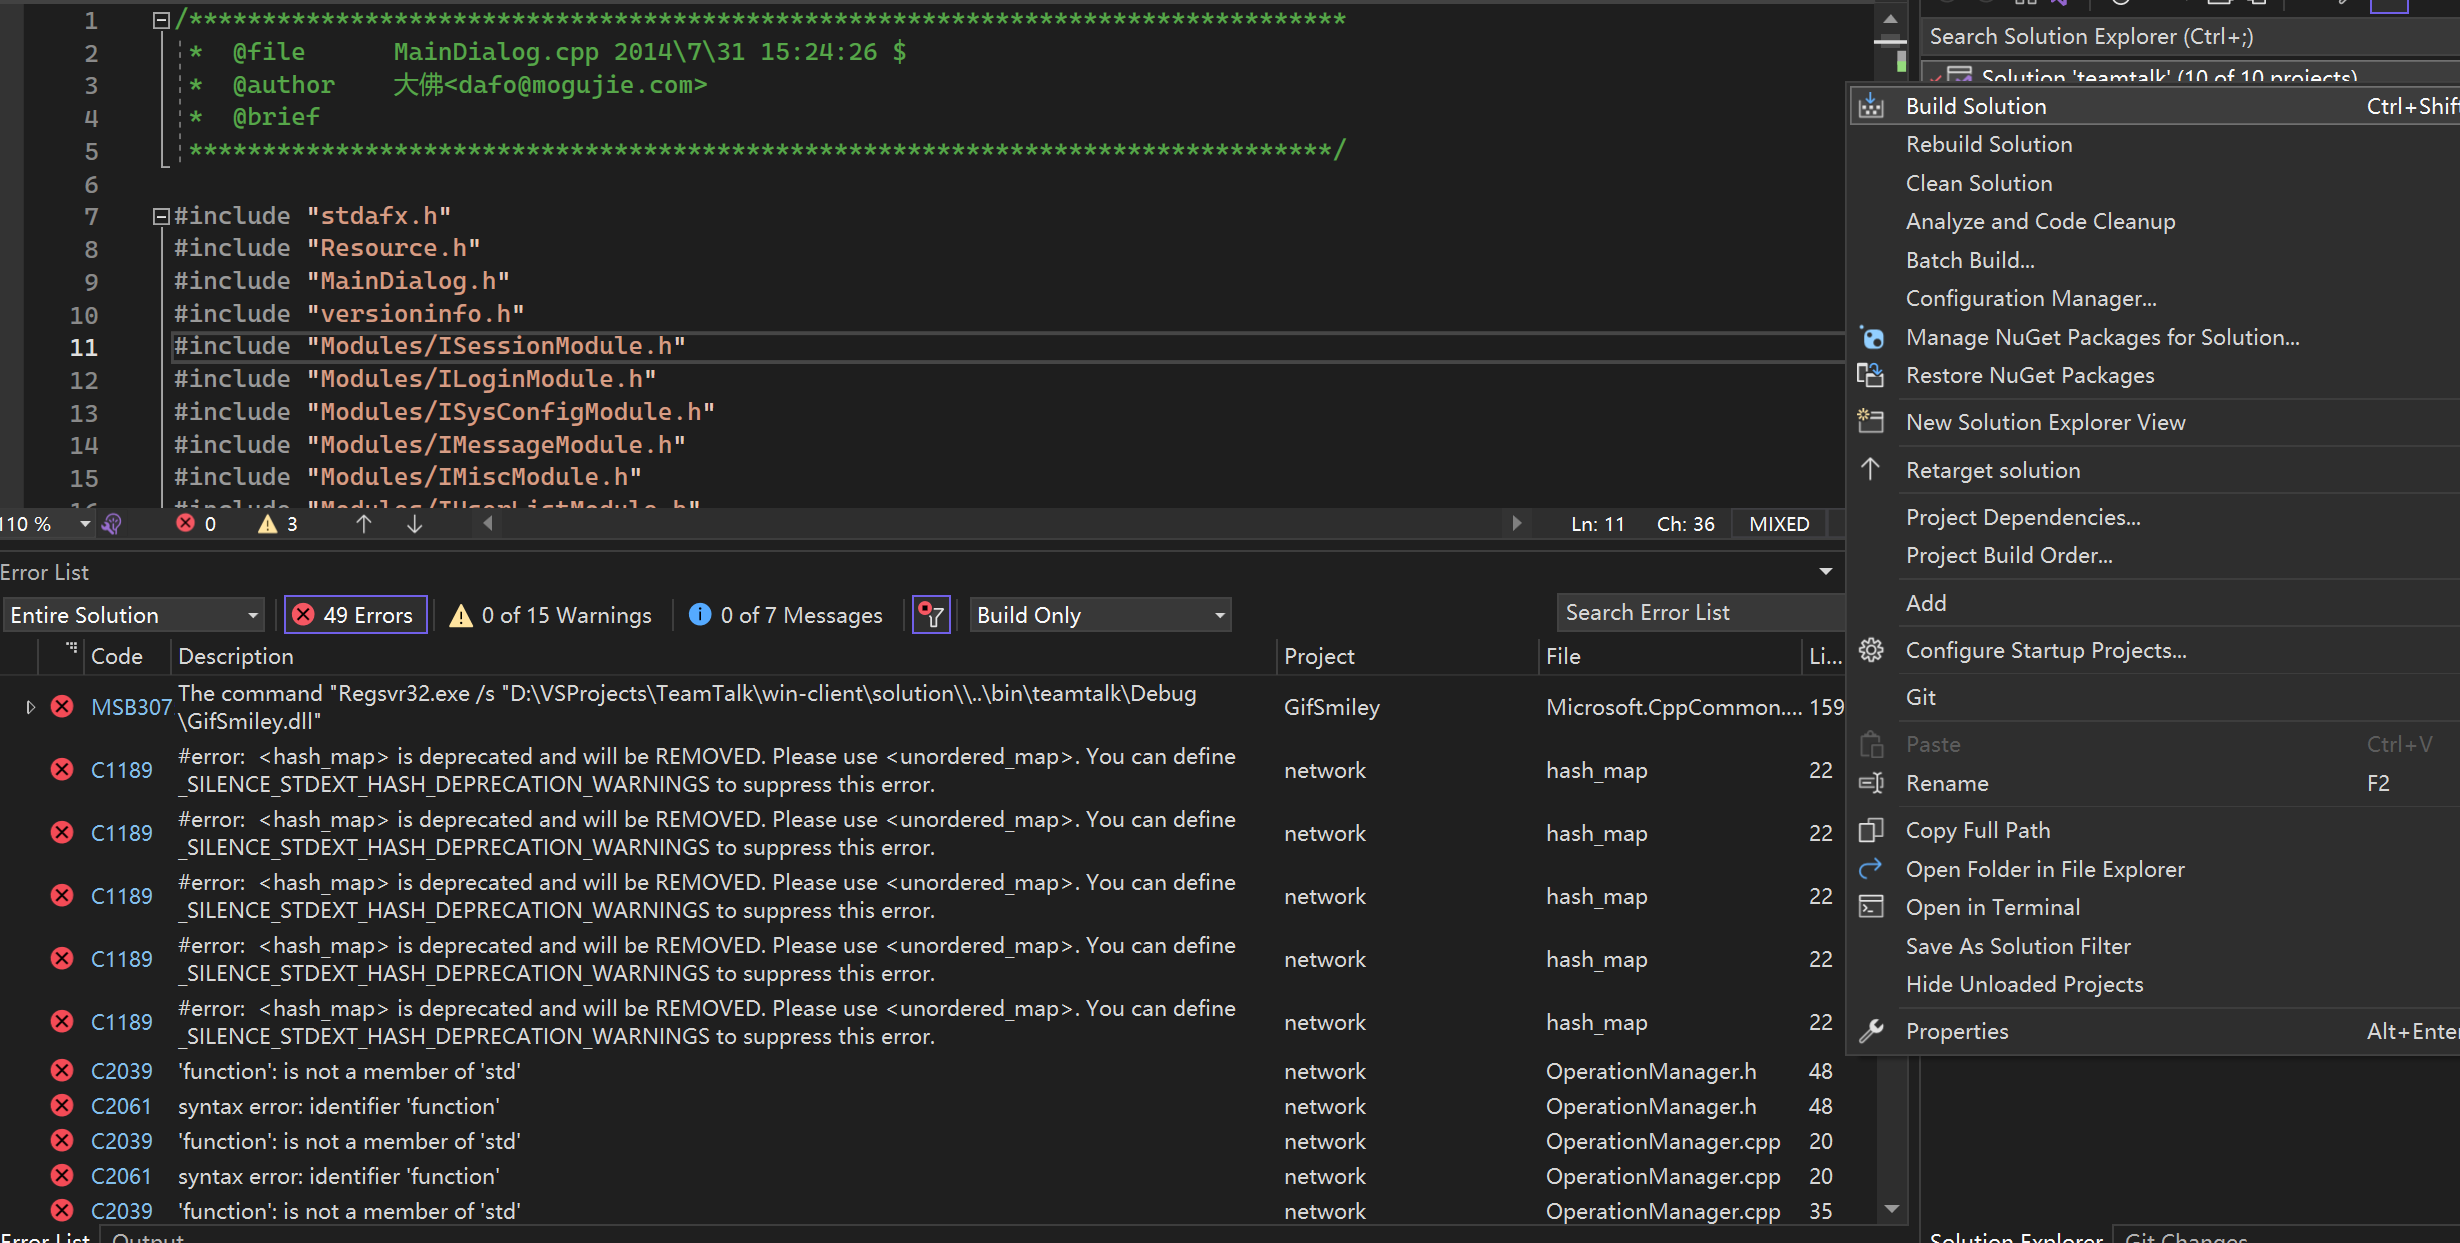 1 /*******************************************************************************
2 *  @file      MainDialog.cpp 2014\7\31 15:24:26 $
3 *  @author    大佛<dafo@mogujie.com>
4 *  @brief
5 ******************************************************************************/
6
7 #include "stdafx.h"
8 #include "Resource.h"
9 #include "MainDialog.h"
10 #include "versioninfo.h"
11 #include "Modules/ISessionModule.h"
12 #include "Modules/ILoginModule.h"
13 #include "Modules/ISysConfigModule.h"
14 #include "Modules/IMessageModule.h"
15 #include "Modules/IMiscModule.h"
16 #include "Modules/IUserListModule.h"
110 % 0 3 Ln: 11 Ch: 36 MIXED
Error List
Entire Solution 49 Errors 0 of 15 Warnings 0 of 7 Messages Build Only Search Error List
Code Description Project File Li...
MSB307 The command "Regsvr32.exe /s "D:\VSProjects\TeamTalk\win-client\solution\\..\bin\teamtalk\Debug GifSmiley Microsoft.CppCommon.... 159
\GifSmiley.dll"
C1189 #error:  <hash_map> is deprecated and will be REMOVED. Please use <unordered_map>. You can define network hash_map 22
_SILENCE_STDEXT_HASH_DEPRECATION_WARNINGS to suppress this error.
C1189 #error:  <hash_map> is deprecated and will be REMOVED. Please use <unordered_map>. You can define network hash_map 22
_SILENCE_STDEXT_HASH_DEPRECATION_WARNINGS to suppress this error.
C1189 #error:  <hash_map> is deprecated and will be REMOVED. Please use <unordered_map>. You can define network hash_map 22
_SILENCE_STDEXT_HASH_DEPRECATION_WARNINGS to suppress this error.
C1189 #error:  <hash_map> is deprecated and will be REMOVED. Please use <unordered_map>. You can define network hash_map 22
_SILENCE_STDEXT_HASH_DEPRECATION_WARNINGS to suppress this error.
C1189 #error:  <hash_map> is deprecated and will be REMOVED. Please use <unordered_map>. You can define network hash_map 22
_SILENCE_STDEXT_HASH_DEPRECATION_WARNINGS to suppress this error.
C2039 'function': is not a member of 'std' network OperationManager.h 48
C2061 syntax error: identifier 'function' network OperationManager.h 48
C2039 'function': is not a member of 'std' network OperationManager.cpp 20
C2061 syntax error: identifier 'function' network OperationManager.cpp 20
C2039 'function': is not a member of 'std' network OperationManager.cpp 35
Error List Output
Search Solution Explorer (Ctrl+;)
Solution 'teamtalk' (10 of 10 projects)
Build Solution Ctrl+Shif
Rebuild Solution
Clean Solution
Analyze and Code Cleanup
Batch Build...
Configuration Manager...
Manage NuGet Packages for Solution...
Restore NuGet Packages
New Solution Explorer View
Retarget solution
Project Dependencies...
Project Build Order...
Add
Configure Startup Projects...
Git
Paste Ctrl+V
Rename F2
Copy Full Path
Open Folder in File Explorer
Open in Terminal
Save As Solution Filter
Hide Unloaded Projects
Properties Alt+Enter
Solution Explorer Git Changes